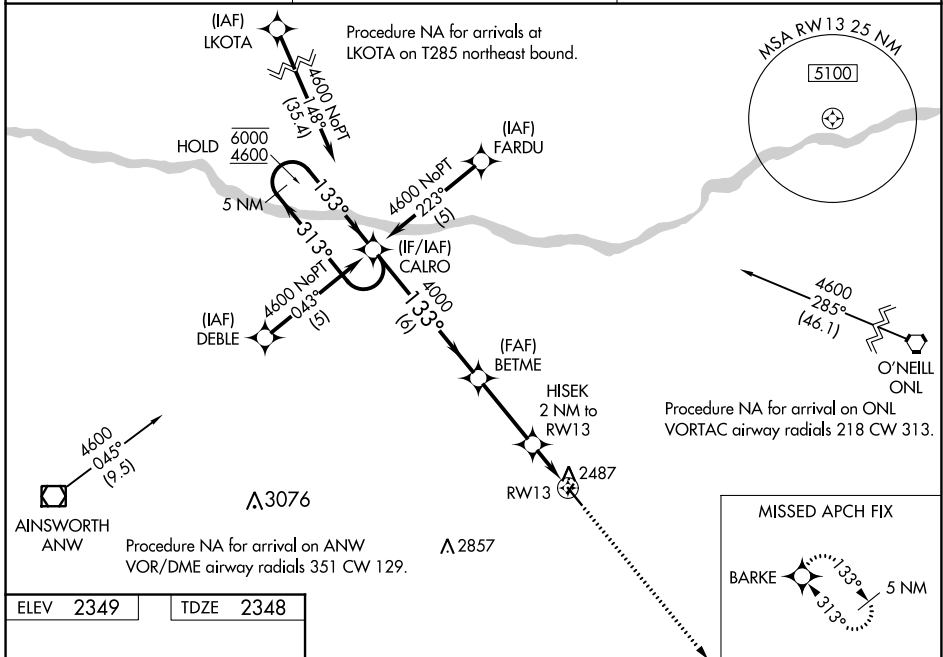 (IAF)
LKOTA
Procedure NA for arrivals at
LKOTA on T285 northeast bound.
MSA RW13 25 NM
5100
4600 NoPT
148°
(35.4)
HOLD
6000
4600
133°
5 NM
313°
(IAF)
FARDU
4600 NoPT
223°
(5)
(IF/IAF)
CALRO
4600 NoPT
043°
(5)
(IAF)
DEBLE
4000
133°
(6)
(FAF)
BETME
4600
285°
(46.1)
O'NEILL
ONL
HISEK
2 NM to
RW13
Procedure NA for arrival on ONL
VORTAC airway radials 218 CW 313.
4600
045°
(9.5)
AINSWORTH
ANW
3076
2487
RW13
2857
Procedure NA for arrival on ANW
VOR/DME airway radials 351 CW 129.
MISSED APCH FIX
BARKE
133°
313°
5 NM
ELEV 2349
TDZE 2348